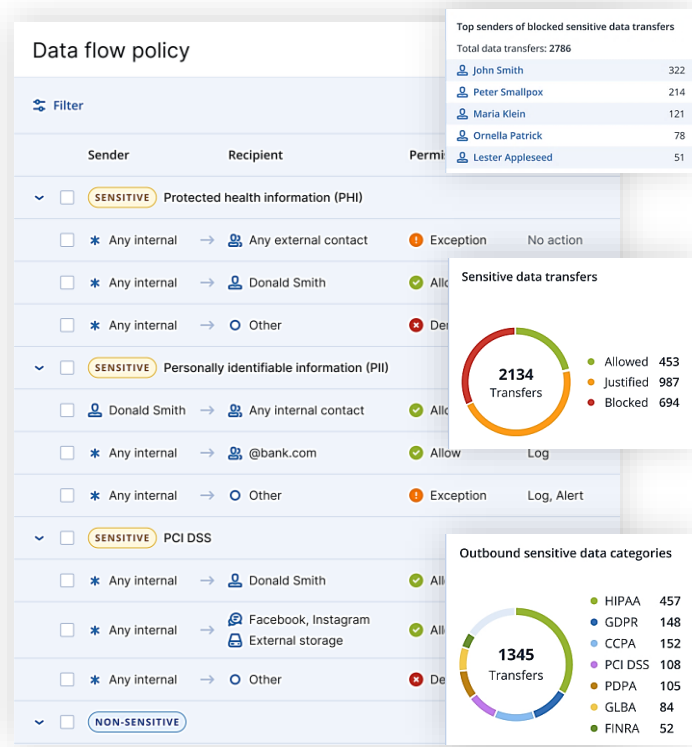 Data flow policy
Filter
Sender Recipient
SENSITIVE Protected health information (PHI)
Any internal → Any external contact Exception No action
Any internal → Donald Smith
Any internal → Other
SENSITIVE Personally identifiable information (PII)
Donald Smith → Any internal contact
Any internal → @bank.com Allow Log
Any internal → Other Exception Log, Alert
SENSITIVE PCI DSS
Any internal → Donald Smith
Any internal → Facebook, Instagram
External storage
Any internal → Other
NON-SENSITIVE
Top senders of blocked sensitive data transfers
Total data transfers: 2786
John Smith 322
Peter Smallpox 214
Maria Klein 121
Ornella Patrick 78
Lester Appleseed 51
Sensitive data transfers
2134
Transfers
Allowed 453
Justified 987
Blocked 694
Outbound sensitive data categories
1345
Transfers
HIPAA 457
GDPR 148
CCPA 152
PCI DSS 108
PDPA 105
GLBA 84
FINRA 52